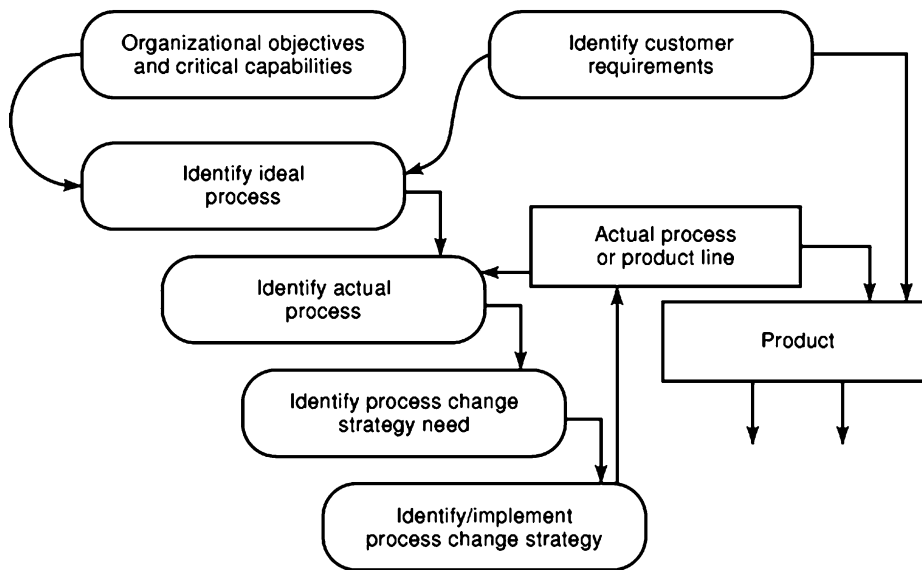 Organizational objectives
and critical capabilities
Identify customer
requirements
Identify ideal
process
Actual process
or product line
Identify actual
process
Product
Identify process change
strategy need
Identify/implement
process change strategy